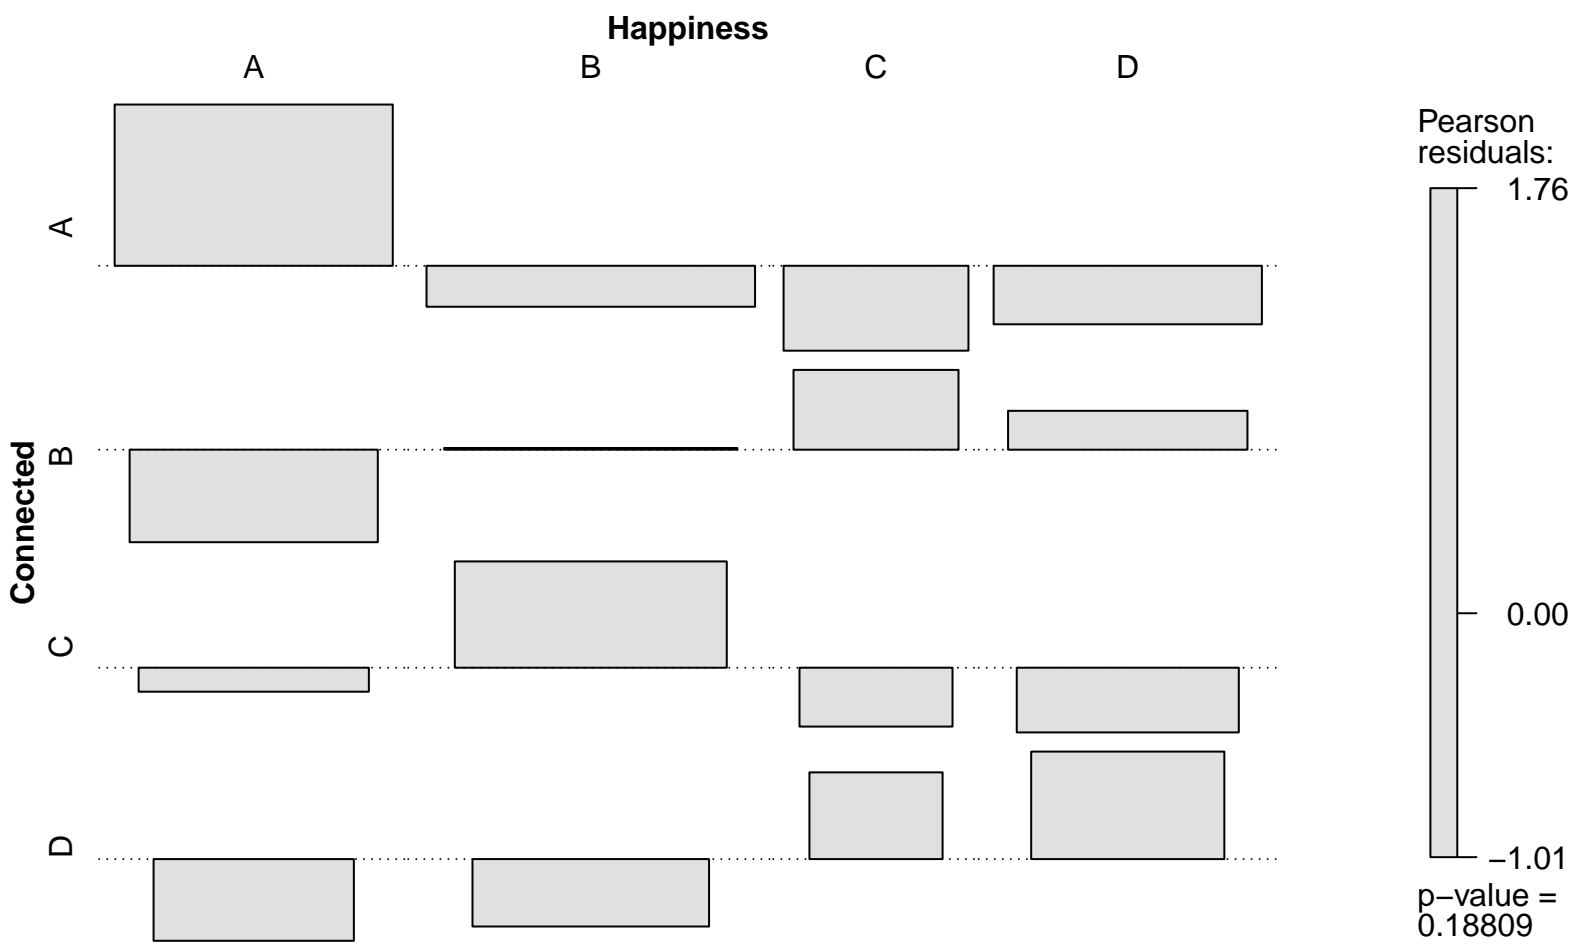 Happiness
A B C D
Connected
A
B
C
D
Pearson
residuals:
1.76
0.00
−1.01
p−value =
0.18809